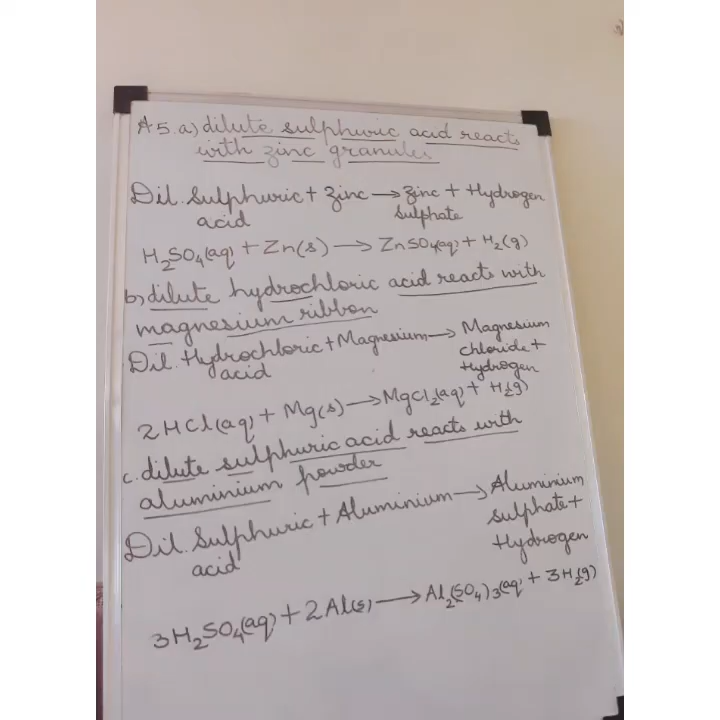 A5. a) dilute sulphuric acid reacts
with zinc granules
Dil. Sulphuric + Zinc → Zinc + Hydrogen
acid Sulphate
H₂SO₄(aq) + Zn(s) → ZnSO₄(aq) + H₂(g)
b) dilute hydrochloric acid reacts with
magnesium ribbon
Dil. Hydrochloric + Magnesium → Magnesium
acid chloride +
Hydrogen
2HCl(aq) + Mg(s) → MgCl₂(aq) + H₂(g)
c. dilute sulphuric acid reacts with
aluminium powder
Dil. Sulphuric + Aluminium → Aluminium
acid Sulphate +
Hydrogen
3H₂SO₄(aq) + 2Al(s) → Al₂(SO₄)₃(aq) + 3H₂(g)